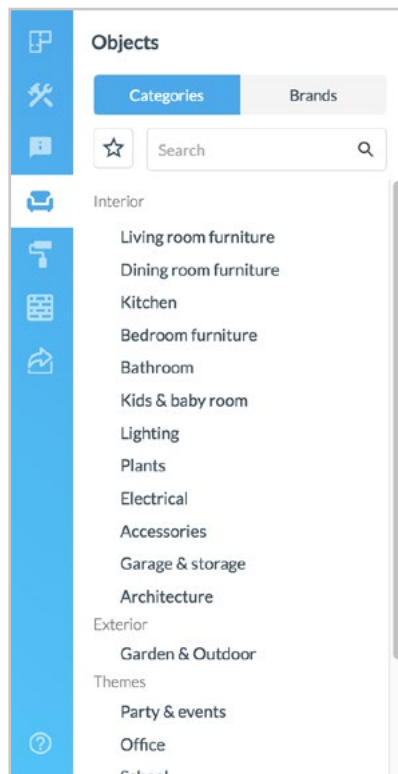 Objects
Categories Brands
Search
Interior
Living room furniture
Dining room furniture
Kitchen
Bedroom furniture
Bathroom
Kids & baby room
Lighting
Plants
Electrical
Accessories
Garage & storage
Architecture
Exterior
Garden & Outdoor
Themes
Party & events
Office
School